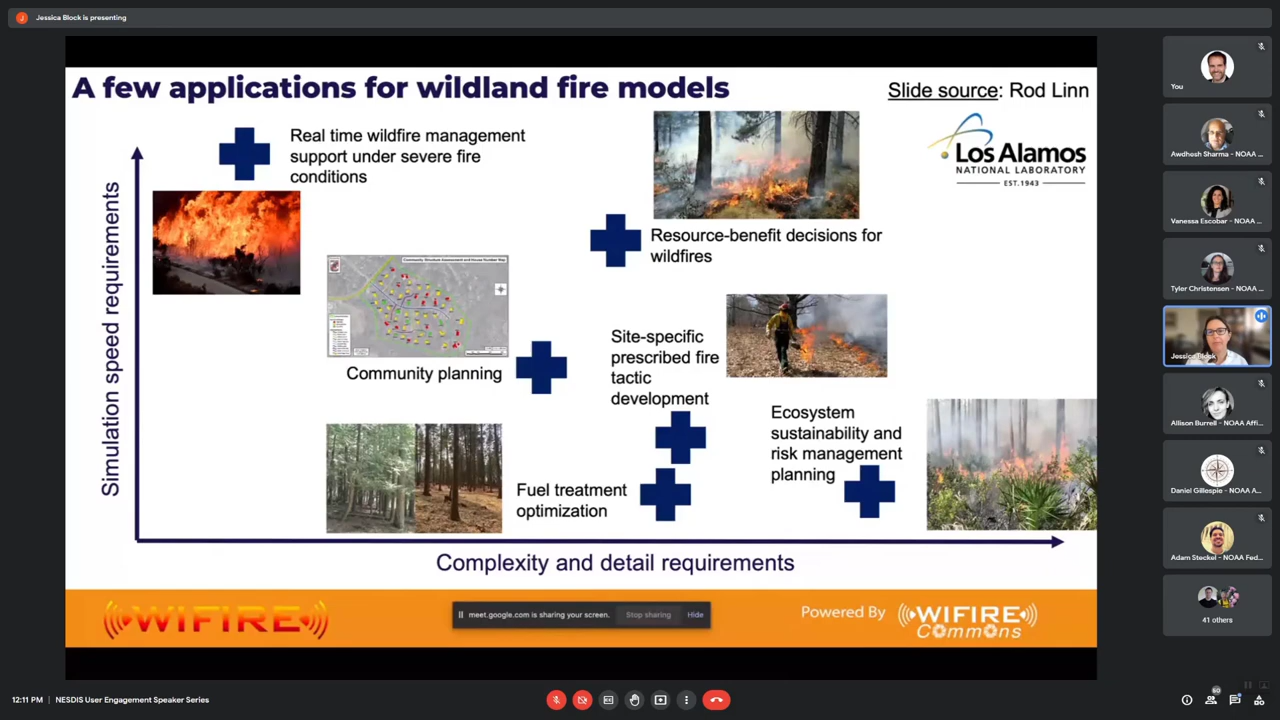 J
Jessica Block is presenting
A few applications for wildland fire models
Slide source: Rod Linn
Los Alamos
NATIONAL LABORATORY
EST.1943
Real time wildfire management
support under severe fire
conditions
Resource-benefit decisions for
wildfires
Community planning
Site-specific
prescribed fire
tactic
development
Ecosystem
sustainability and
risk management
planning
Fuel treatment
optimization
Simulation speed requirements
Complexity and detail requirements
WIFIRE
meet.google.com is sharing your screen.
Stop sharing
Hide
Powered By
WIFIRE
Commons
You
Awdhesh Sharma - NOAA ...
Vanessa Escobar - NOAA ...
Tyler Christensen - NOAA ...
Jessica Block
Allison Burrell - NOAA Affi...
Daniel Gillespie - NOAA A...
Adam Steckel - NOAA Fed...
41 others
12:11 PM | NESDIS User Engagement Speaker Series
50